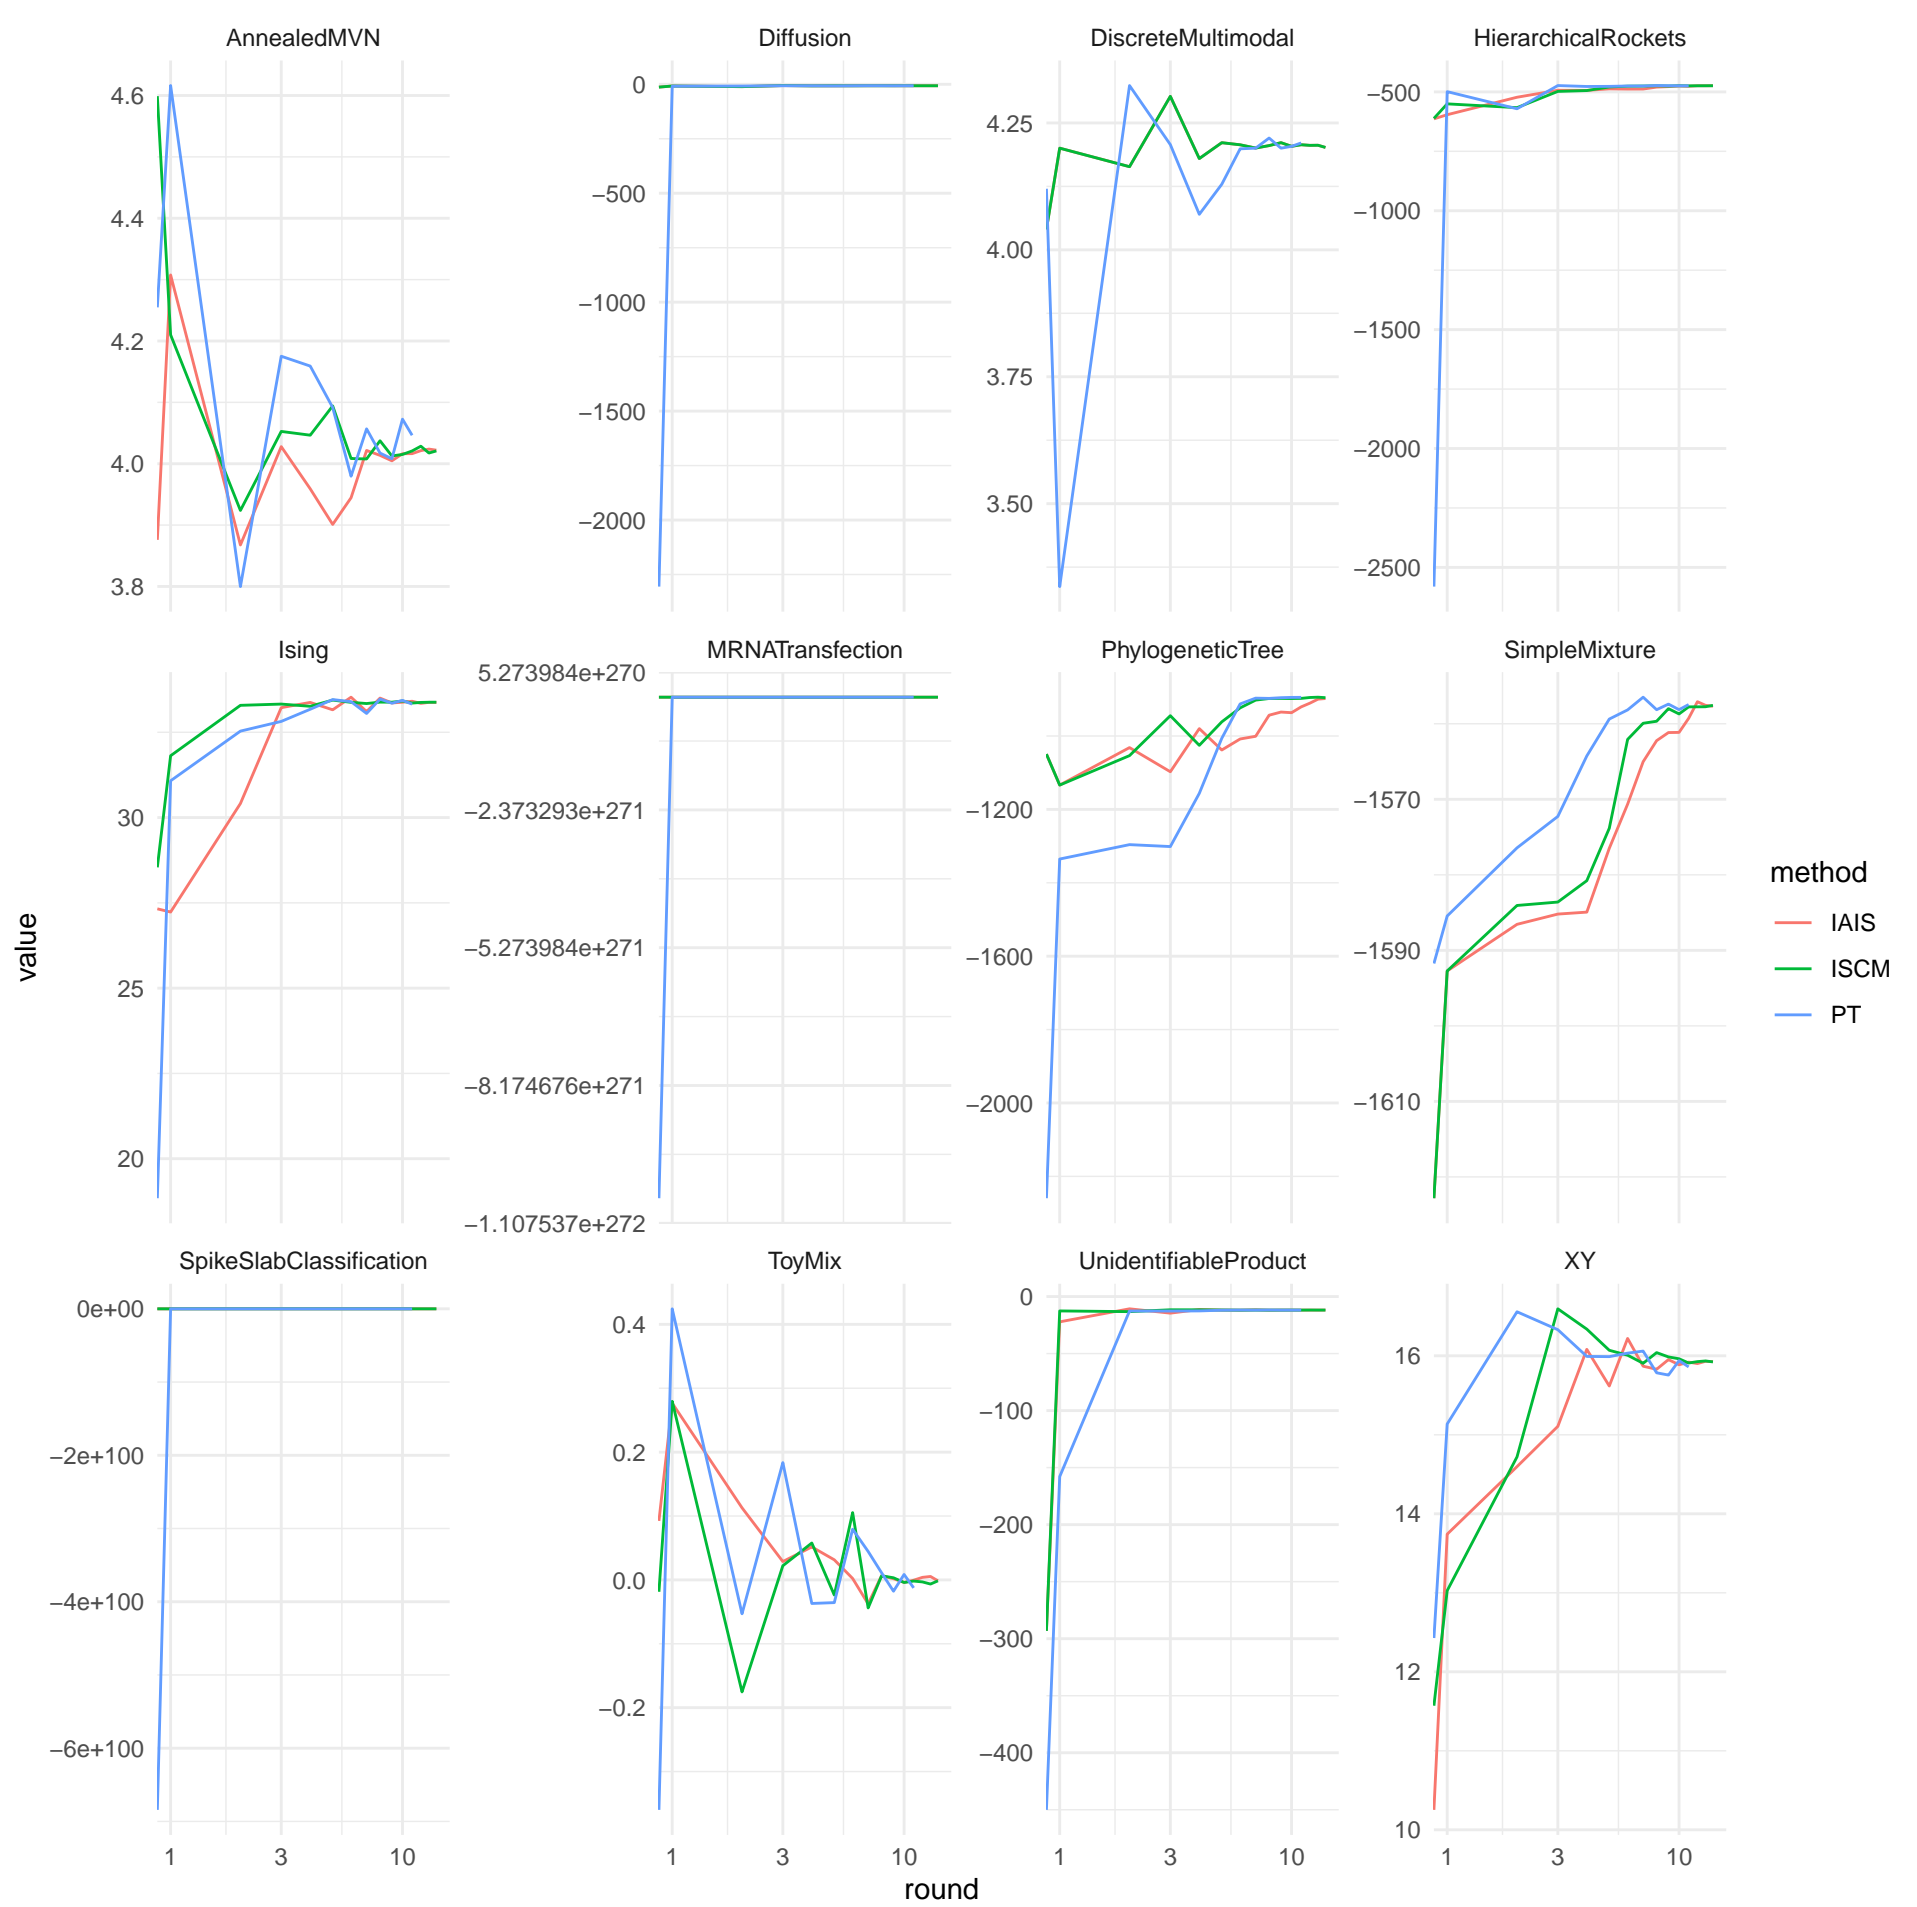 AnnealedMVN
Diffusion
DiscreteMultimodal
HierarchicalRockets
4.6
4.4
4.2
4.0
3.8
0
−500
−1000
−1500
−2000
4.25
4.00
3.75
3.50
−500
−1000
−1500
−2000
−2500
Ising
MRNATransfection
PhylogeneticTree
SimpleMixture
30
25
20
5.273984e+270
−2.373293e+271
−5.273984e+271
−8.174676e+271
−1.107537e+272
−1200
−1600
−2000
−1570
−1590
−1610
SpikeSlabClassification
ToyMix
UnidentifiableProduct
XY
0e+00
−2e+100
−4e+100
−6e+100
0.4
0.2
0.0
−0.2
0
−100
−200
−300
−400
16
14
12
10
1 3 10
1 3 10
1 3 10
1 3 10
round
value
method
IAIS
ISCM
PT